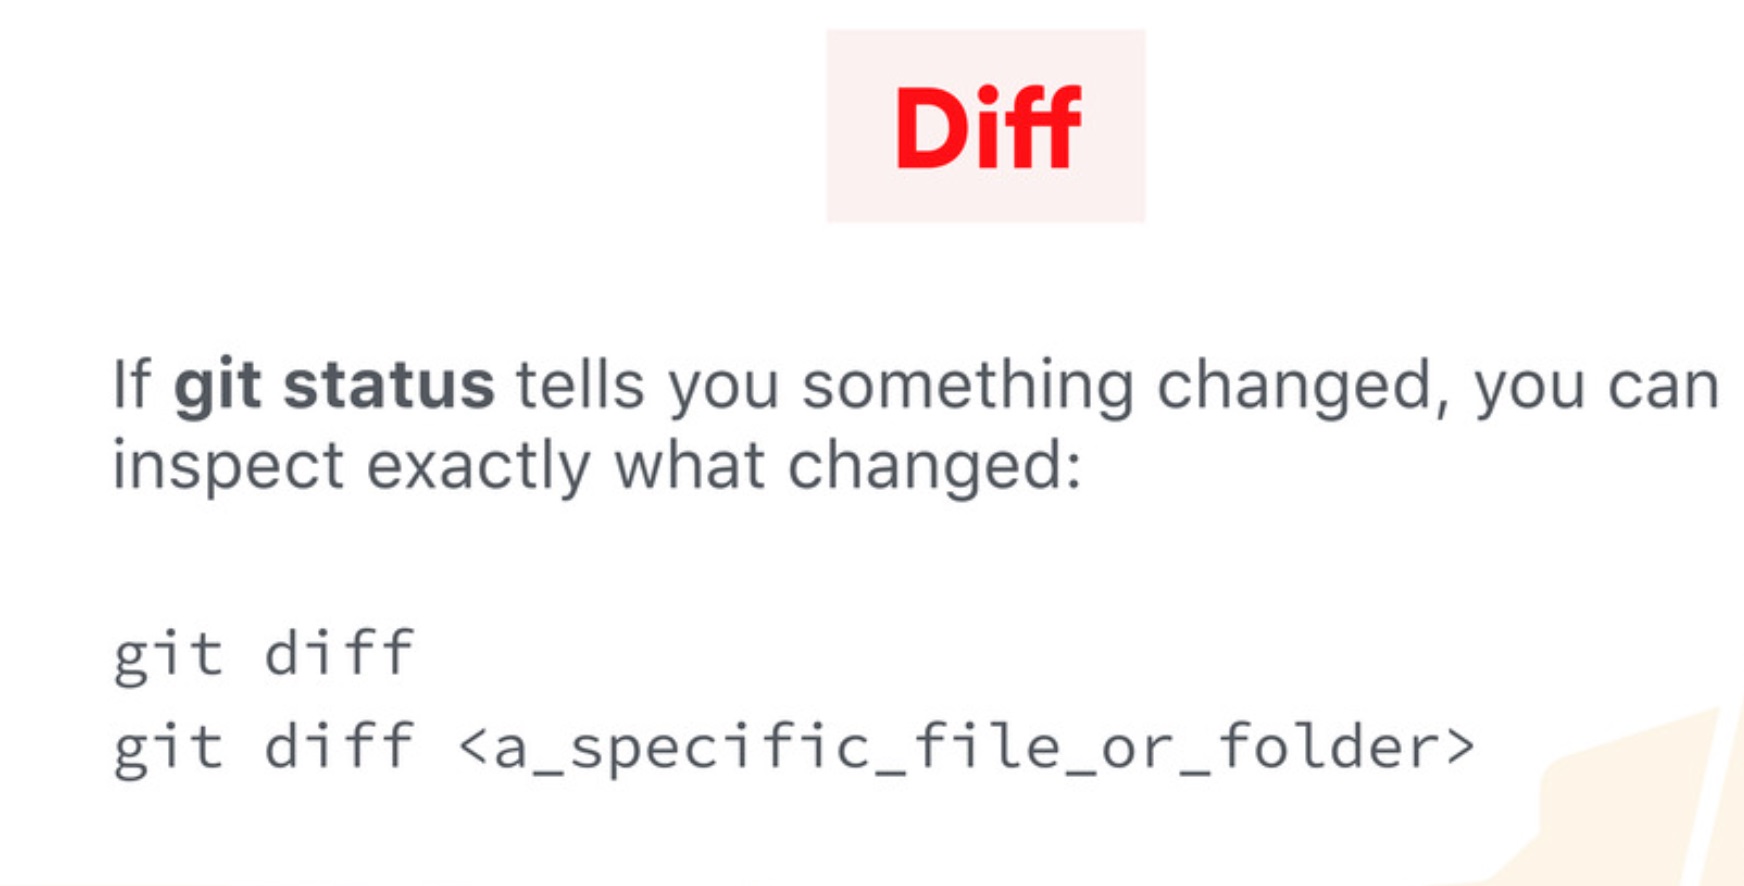 Diff
If git status tells you something changed, you can
inspect exactly what changed:
git diff
git diff <a_specific_file_or_folder>